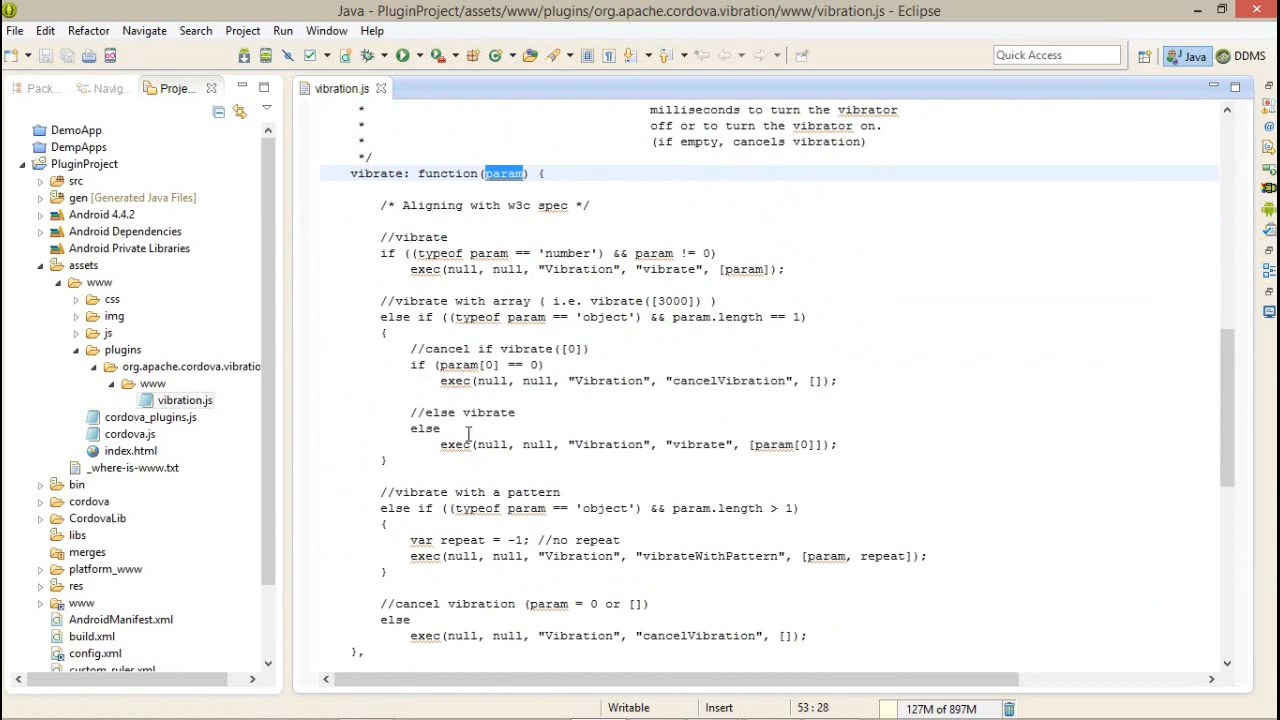 Java - PluginProject/assets/www/plugins/org.apache.cordova.vibration/www/vibration.js - Eclipse
File Edit Refactor Navigate Search Project Run Window Help
Quick Access
Java
DDMS
Pack...
Navig...
Proje...
DemoApp
DempApps
PluginProject
src
gen [Generated Java Files]
Android 4.4.2
Android Dependencies
Android Private Libraries
assets
www
css
img
js
plugins
org.apache.cordova.vibratio
www
vibration.js
cordova_plugins.js
cordova.js
index.html
_where-is-www.txt
bin
cordova
CordovaLib
libs
merges
platform_www
res
www
AndroidManifest.xml
build.xml
config.xml
custom_ruler.xml
vibration.js
* milliseconds to turn the vibrator
* off or to turn the vibrator on.
* (if empty, cancels vibration)
*/
vibrate: function(param) {
/* Aligning with w3c spec */
//vibrate
if ((typeof param == 'number') && param != 0)
exec(null, null, "Vibration", "vibrate", [param]);
//vibrate with array ( i.e. vibrate([3000]) )
else if ((typeof param == 'object') && param.length == 1)
{
//cancel if vibrate([0])
if (param[0] == 0)
exec(null, null, "Vibration", "cancelVibration", []);
//else vibrate
else
exec(null, null, "Vibration", "vibrate", [param[0]]);
}
//vibrate with a pattern
else if ((typeof param == 'object') && param.length > 1)
{
var repeat = -1; //no repeat
exec(null, null, "Vibration", "vibrateWithPattern", [param, repeat]);
}
//cancel vibration (param = 0 or [])
else
exec(null, null, "Vibration", "cancelVibration", []);
},
Writable
Insert
53 : 28
127M of 897M